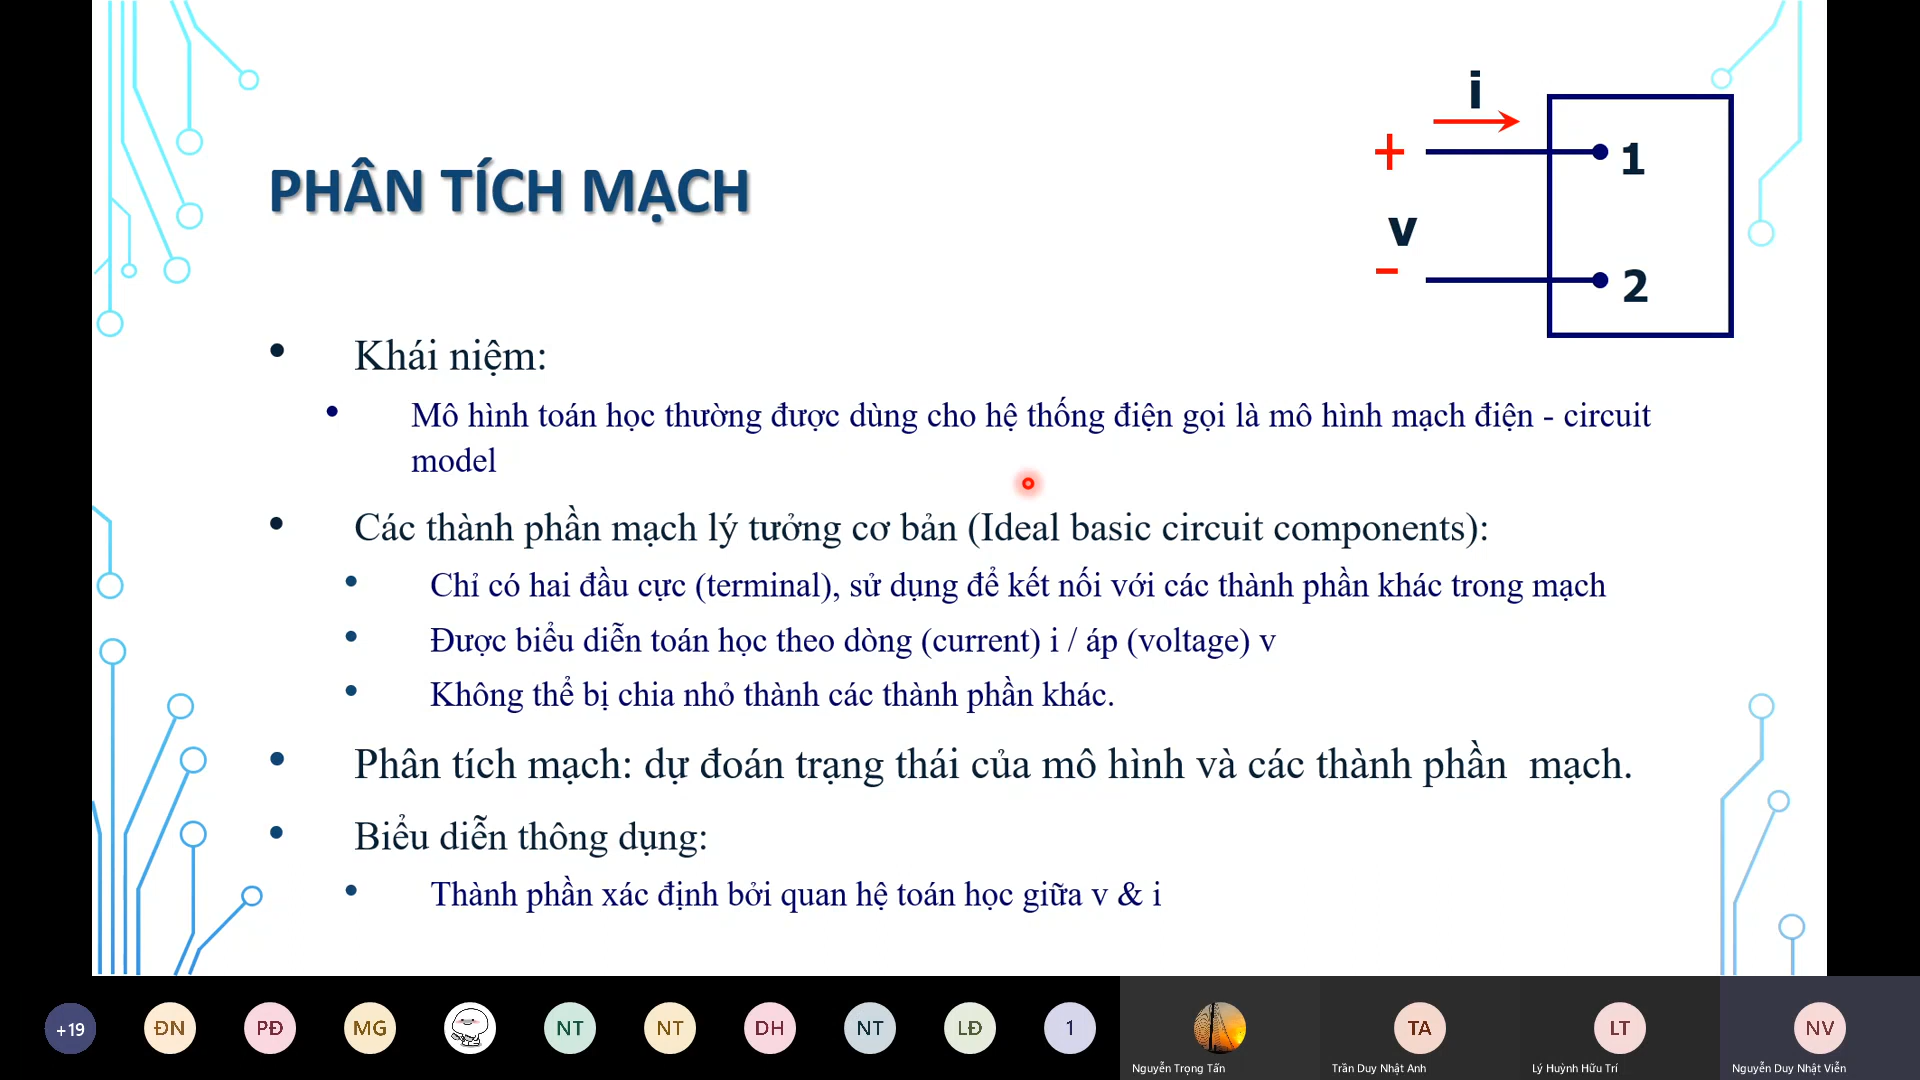 i
+
1
v
–
2
PHÂN TÍCH MẠCH
• Khái niệm:
• Mô hình toán học thường được dùng cho hệ thống điện gọi là mô hình mạch điện - circuit
model
• Các thành phần mạch lý tưởng cơ bản (Ideal basic circuit components):
• Chỉ có hai đầu cực (terminal), sử dụng để kết nối với các thành phần khác trong mạch
• Được biểu diễn toán học theo dòng (current) i / áp (voltage) v
• Không thể bị chia nhỏ thành các thành phần khác.
• Phân tích mạch: dự đoán trạng thái của mô hình và các thành phần  mạch.
• Biểu diễn thông dụng:
• Thành phần xác định bởi quan hệ toán học giữa v & i
+19 ĐN PĐ MG NT NT DH NT LĐ 1 TA LT NV
Nguyễn Trọng Tấn Trần Duy Nhật Anh Lý Huỳnh Hữu Trí Nguyễn Duy Nhật Viễn